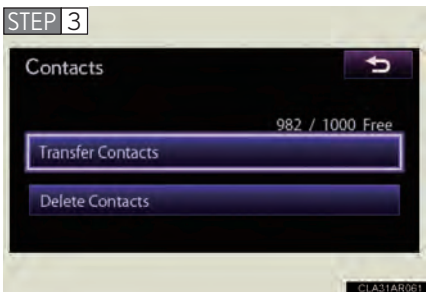 STEP 3
Contacts
982 / 1000 Free
Transfer Contacts
Delete Contacts
CLA31AR061